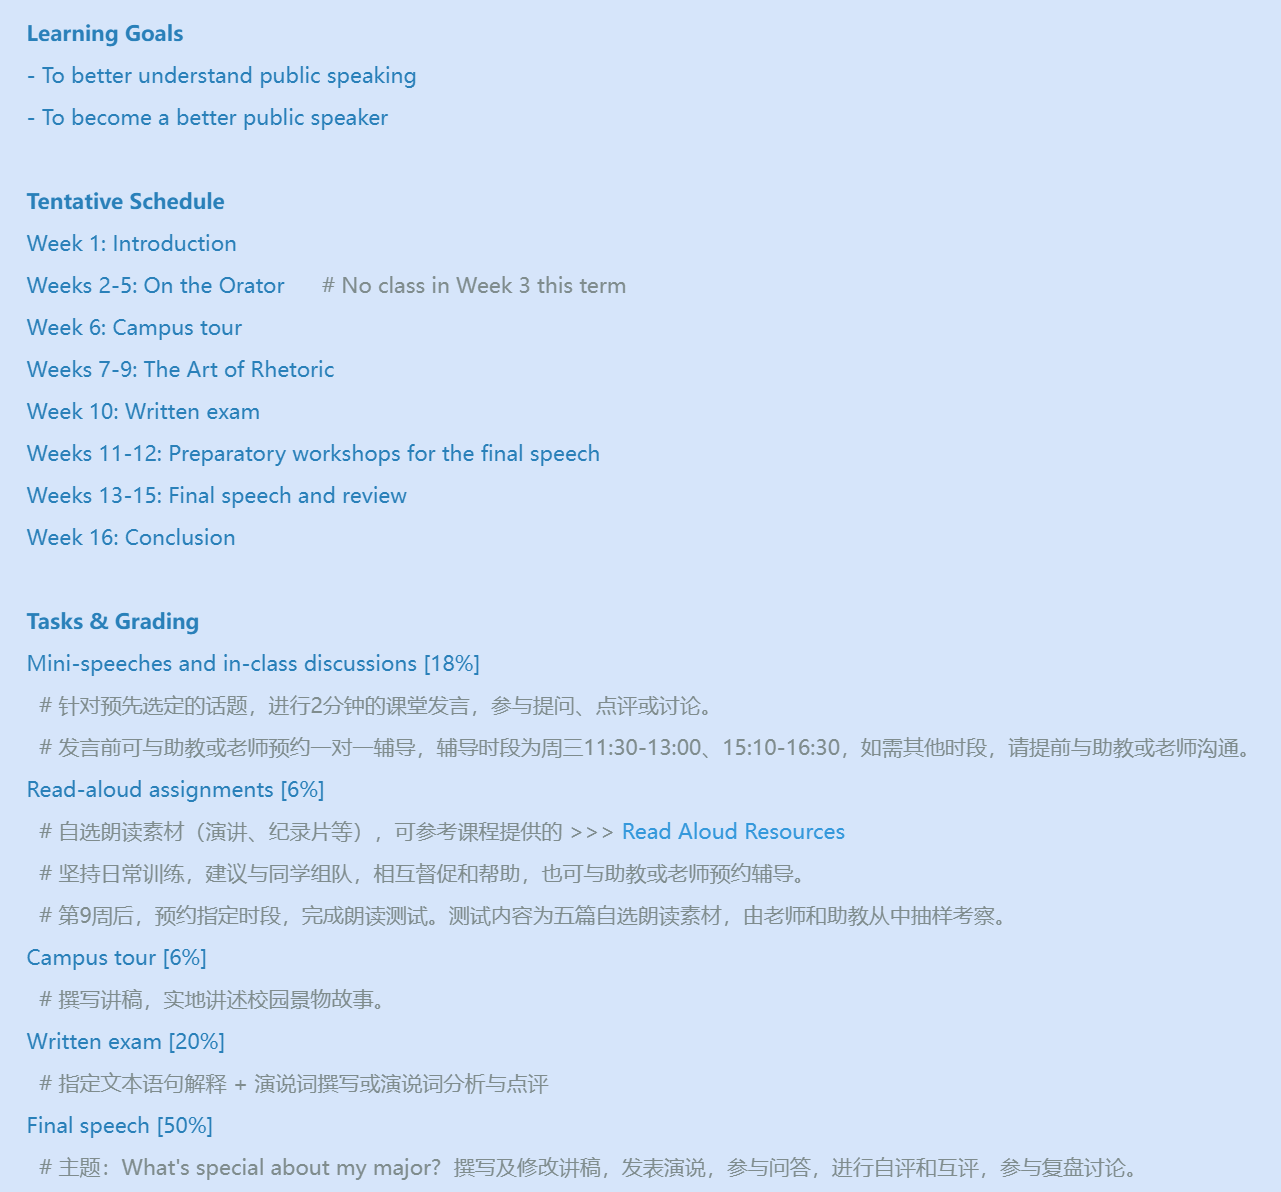 Learning Goals
- To better understand public speaking
- To become a better public speaker
Tentative Schedule
Week 1: Introduction
Weeks 2-5: On the Orator # No class in Week 3 this term
Week 6: Campus tour
Weeks 7-9: The Art of Rhetoric
Week 10: Written exam
Weeks 11-12: Preparatory workshops for the final speech
Weeks 13-15: Final speech and review
Week 16: Conclusion
Tasks & Grading
Mini-speeches and in-class discussions [18%]
# 针对预先选定的话题，进行2分钟的课堂发言，参与提问、点评或讨论。
# 发言前可与助教或老师预约一对一辅导，辅导时段为周三11:30-13:00、15:10-16:30，如需其他时段，请提前与助教或老师沟通。
Read-aloud assignments [6%]
# 自选朗读素材（演讲、纪录片等），可参考课程提供的 >>> Read Aloud Resources
# 坚持日常训练，建议与同学组队，相互督促和帮助，也可与助教或老师预约辅导。
# 第9周后，预约指定时段，完成朗读测试。测试内容为五篇自选朗读素材，由老师和助教从中抽样考察。
Campus tour [6%]
# 撰写讲稿，实地讲述校园景物故事。
Written exam [20%]
# 指定文本语句解释 + 演说词撰写或演说词分析与点评
Final speech [50%]
# 主题：What's special about my major? 撰写及修改讲稿，发表演说，参与问答，进行自评和互评，参与复盘讨论。